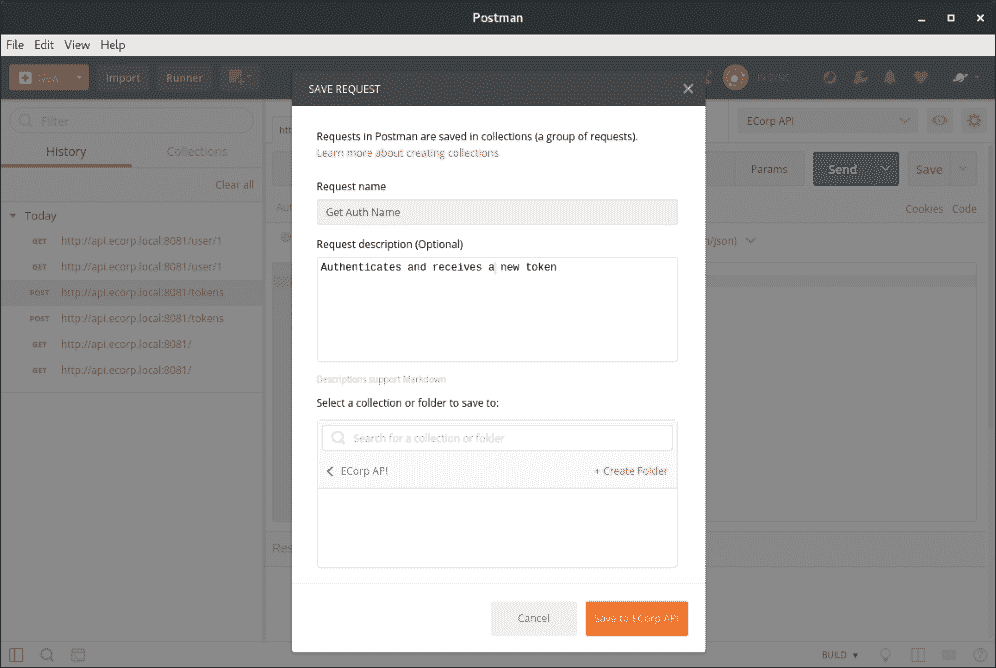 Postman
File Edit View Help
New Import Runner IN SYNC
SAVE REQUEST
Filter
History Collections
Clear all
Today
GET http://api.ecorp.local:8081/user/1
GET http://api.ecorp.local:8081/user/1
POST http://api.ecorp.local:8081/tokens
POST http://api.ecorp.local:8081/tokens
GET http://api.ecorp.local:8081/
GET http://api.ecorp.local:8081/
Requests in Postman are saved in collections (a group of requests).
Learn more about creating collections
Request name
Get Auth Name
Request description (Optional)
Authenticates and receives a new token
Descriptions support Markdown
Select a collection or folder to save to:
Search for a collection or folder
ECorp API
+ Create Folder
Cancel
Save to ECorp API
ECorp API
Params Send Save
Cookies Code
BUILD